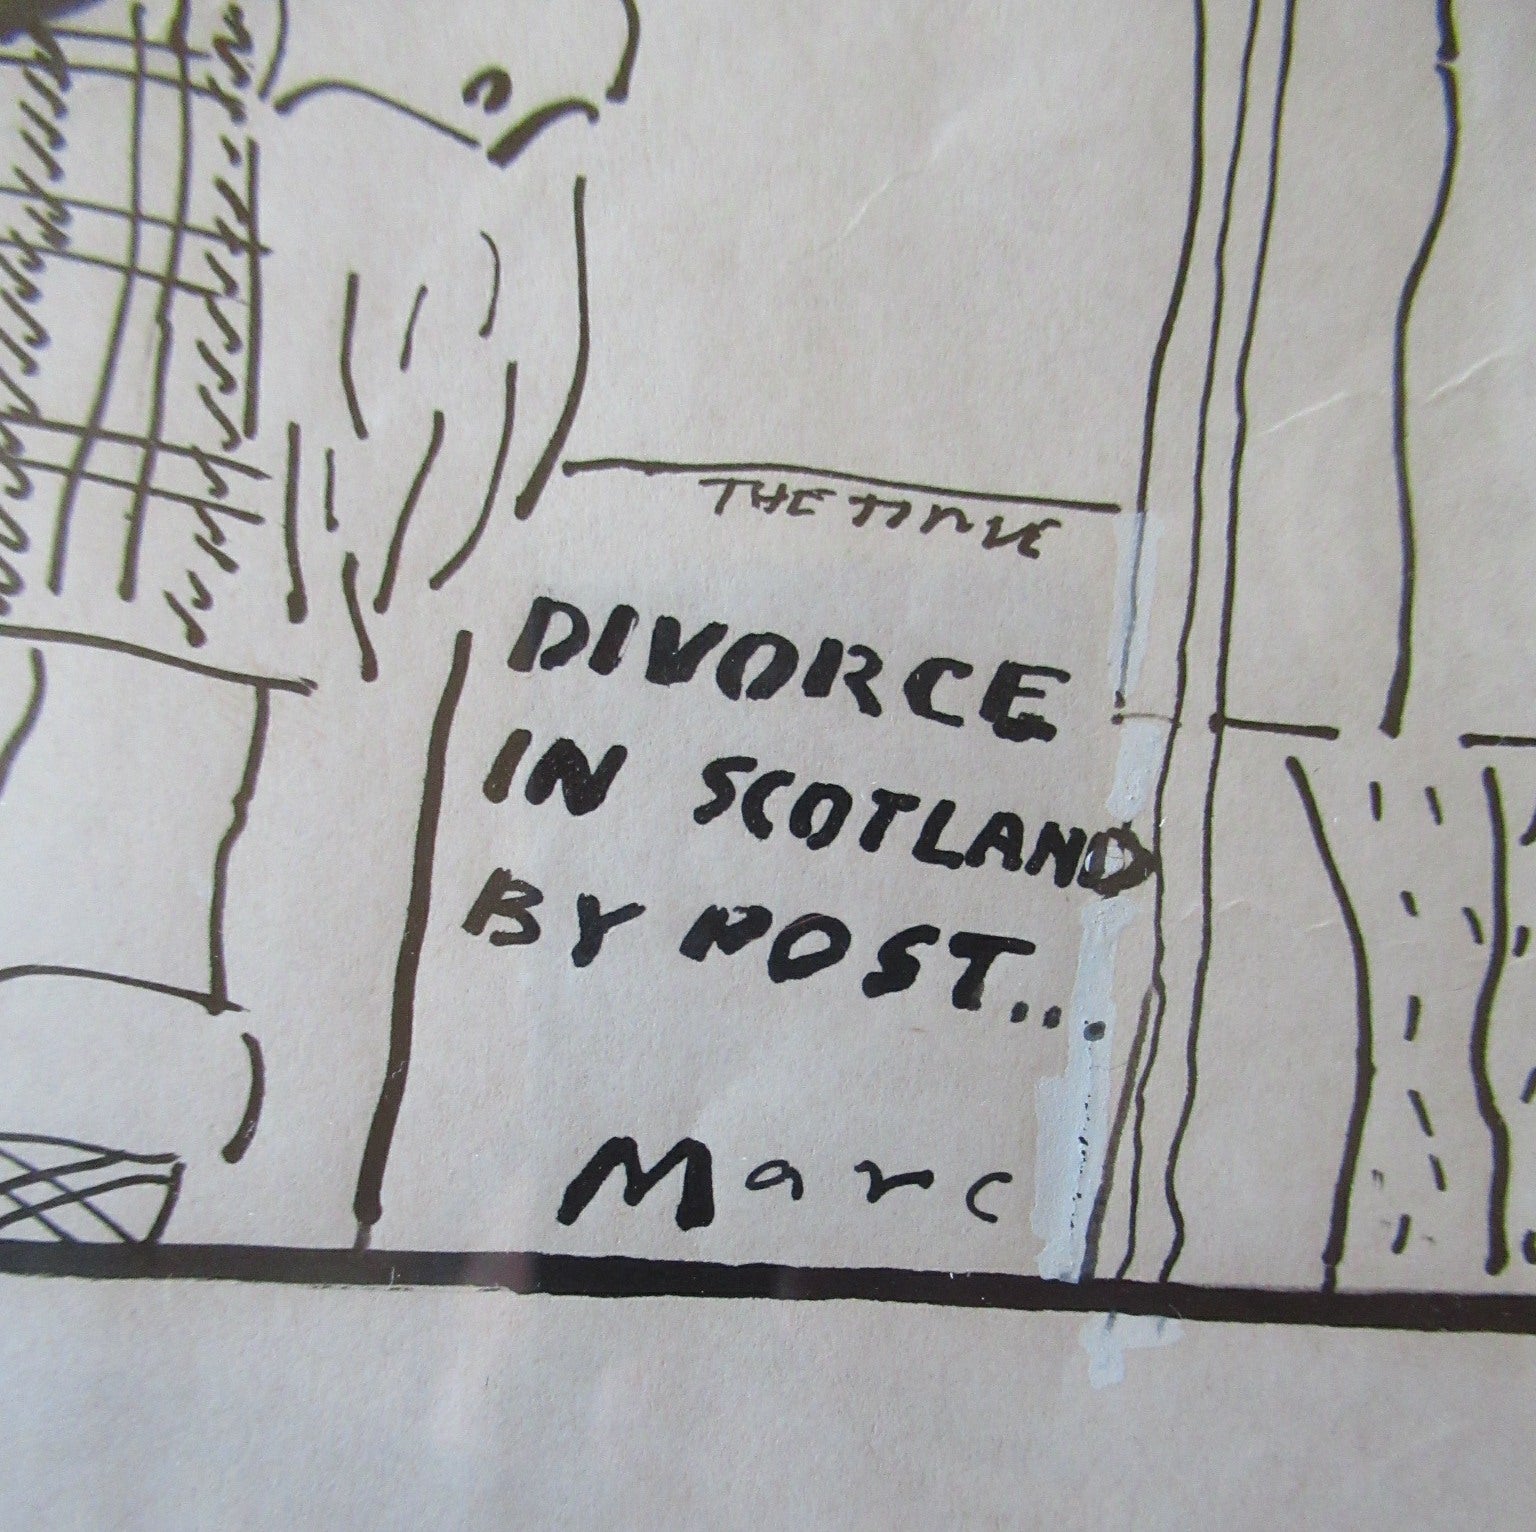 THE TIMES
DIVORCE
IN SCOTLAND
BY POST...
Marc